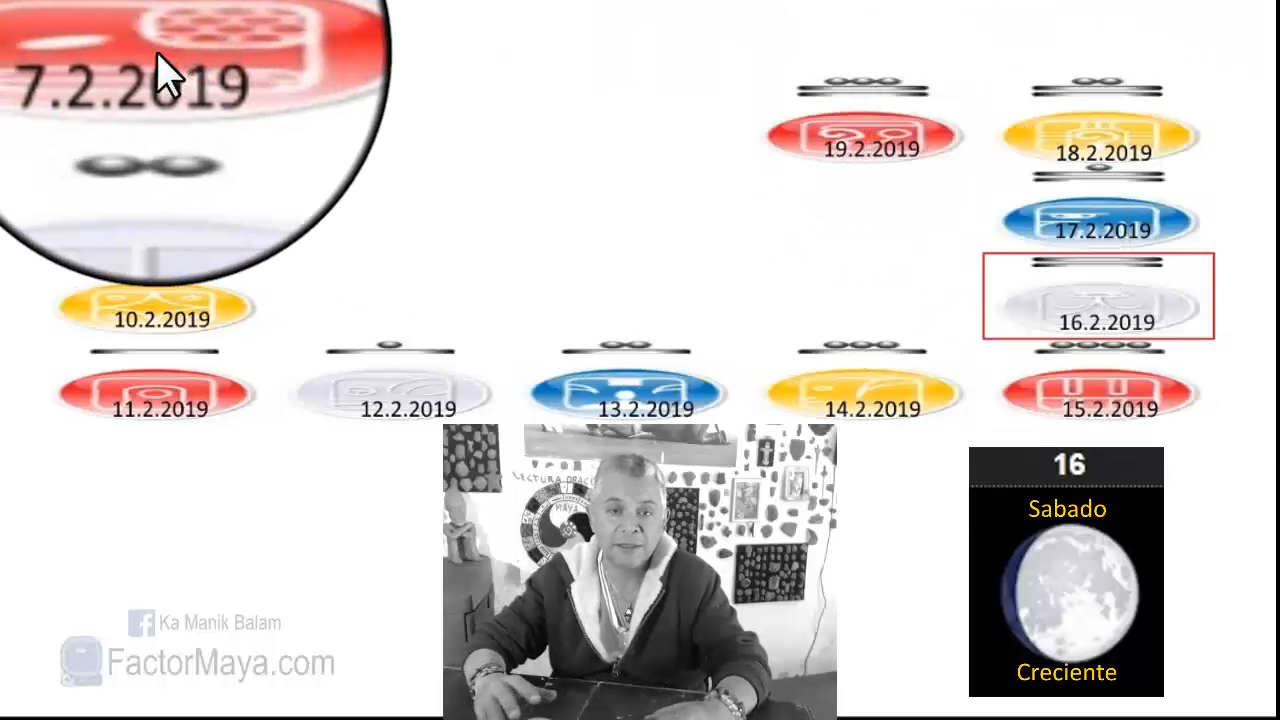 7.2.2019
19.2.2019
18.2.2019
17.2.2019
16.2.2019
10.2.2019
11.2.2019
12.2.2019
13.2.2019
14.2.2019
15.2.2019
LECTURA
MAYA
16
Sabado
Creciente
Ka Manik Balam
FactorMaya.com